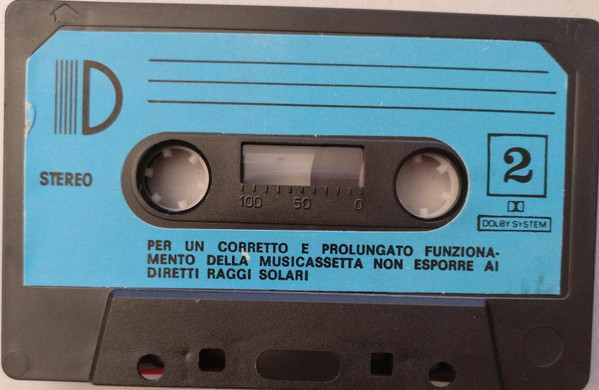 D
STEREO
100 50 0
2
DOLBY SYSTEM
PER UN CORRETTO E PROLUNGATO FUNZIONA-
MENTO DELLA MUSICASSETTA NON ESPORRE AI
DIRETTI RAGGI SOLARI